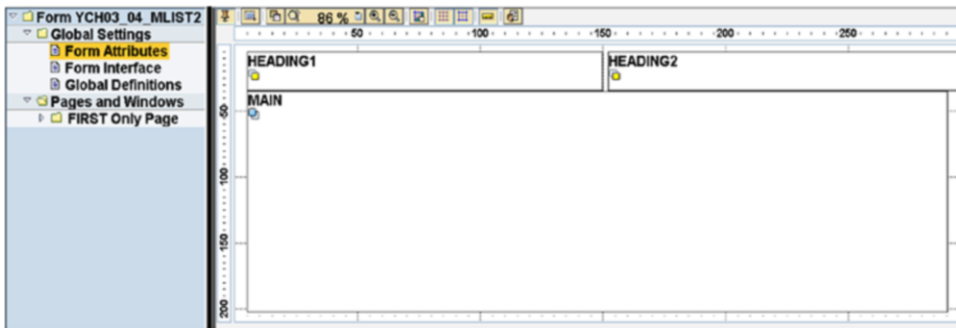 Form YCH03_04_MLIST2
Global Settings
Form Attributes
Form Interface
Global Definitions
Pages and Windows
FIRST Only Page
86 %
50 100 150 200 250
HEADING1 HEADING2
MAIN
50
100
150
200